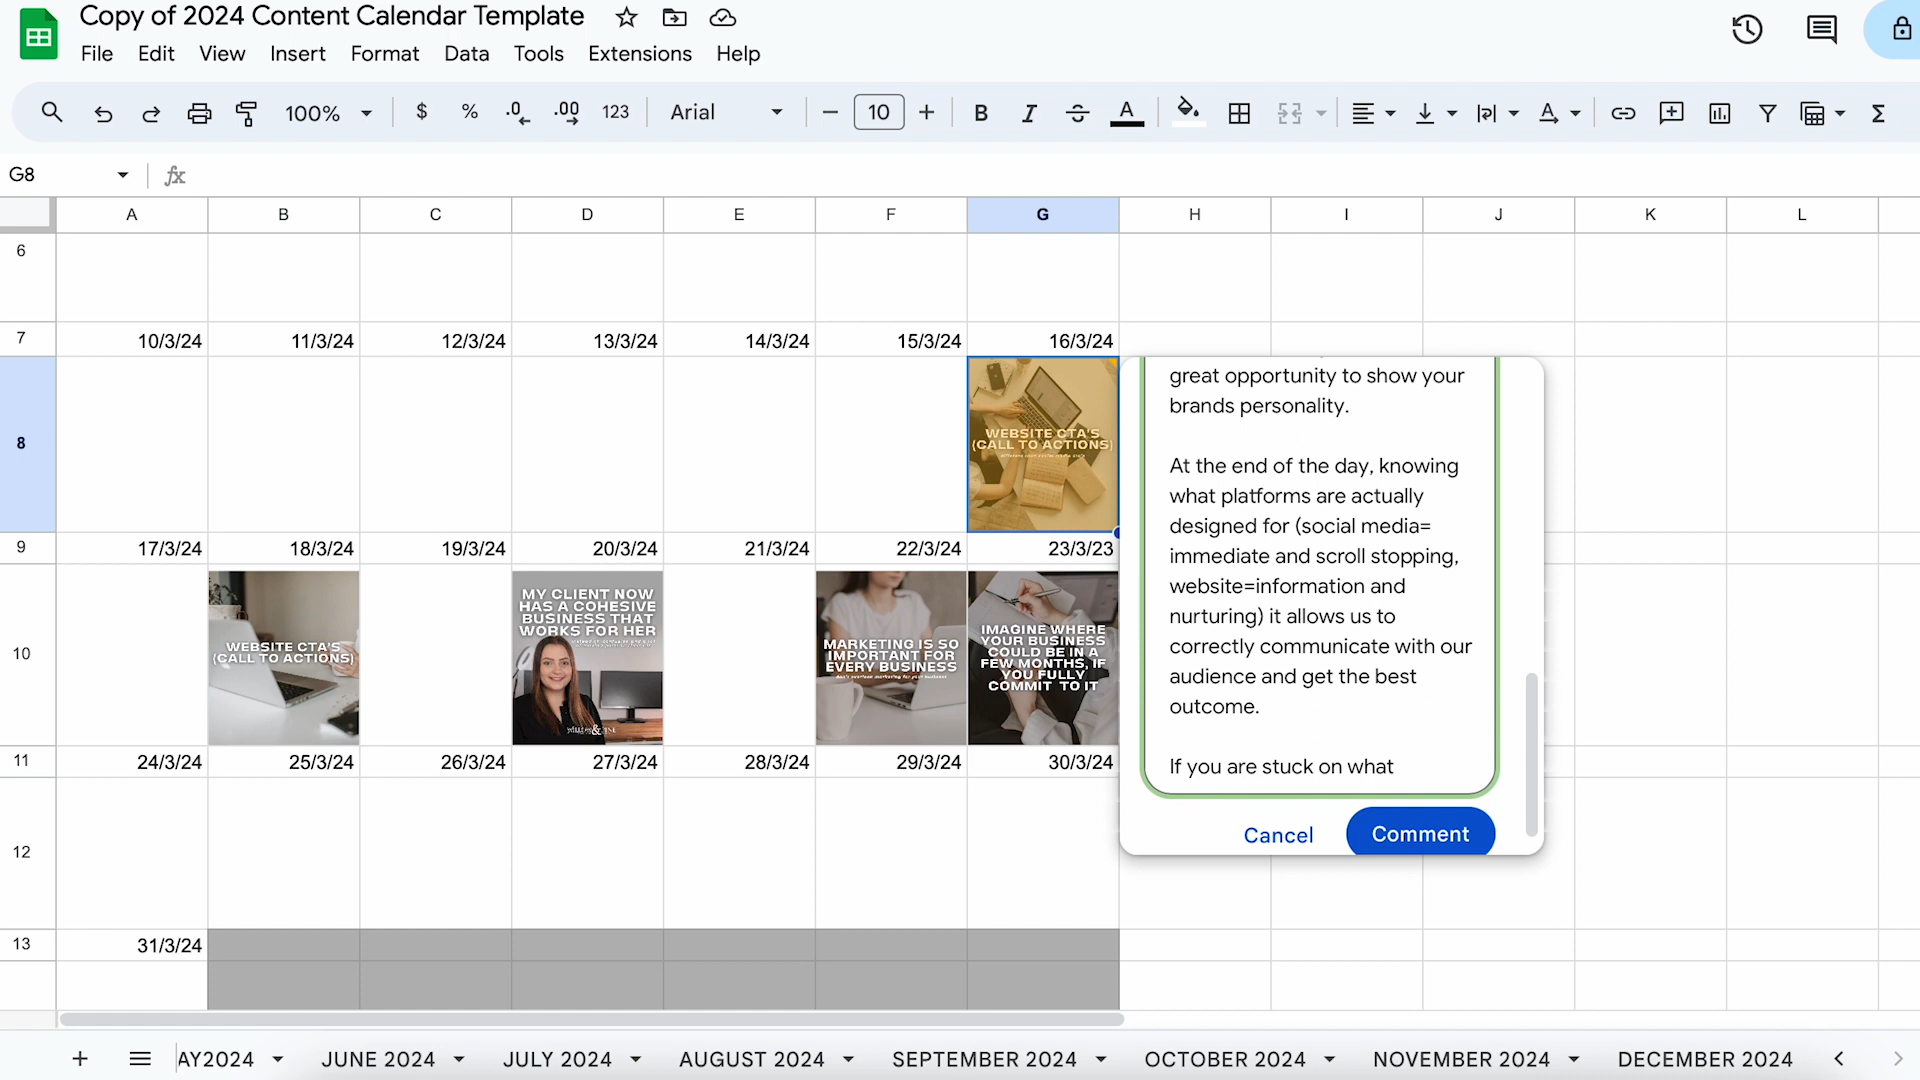 Copy of 2024 Content Calendar Template
File Edit View Insert Format Data Tools Extensions Help
100% $ % .0 .00 123 Arial 10 B I A A Σ
G8 fx
A B C D E F G H I J K L
6
7 10/3/24 11/3/24 12/3/24 13/3/24 14/3/24 15/3/24 16/3/24
8
WEBSITE CTA'S
(CALL TO ACTIONS)
great opportunity to show your
brands personality.
At the end of the day, knowing
what platforms are actually
designed for (social media=
immediate and scroll stopping,
website=information and
nurturing) it allows us to
correctly communicate with our
audience and get the best
outcome.
If you are stuck on what
Cancel Comment
9 17/3/24 18/3/24 19/3/24 20/3/24 21/3/24 22/3/24 23/3/23
10
WEBSITE CTA'S
(CALL TO ACTIONS)
MY CLIENT NOW
HAS A COHESIVE
BUSINESS THAT
WORKS FOR HER
MARKETING IS SO
IMPORTANT FOR
EVERY BUSINESS
don't overlook marketing for your business
IMAGINE WHERE
YOUR BUSINESS
COULD BE IN A
FEW MONTHS, IF
YOU FULLY
COMMIT TO IT
11 24/3/24 25/3/24 26/3/24 27/3/24 28/3/24 29/3/24 30/3/24
12
13 31/3/24
AY2024 JUNE 2024 JULY 2024 AUGUST 2024 SEPTEMBER 2024 OCTOBER 2024 NOVEMBER 2024 DECEMBER 2024